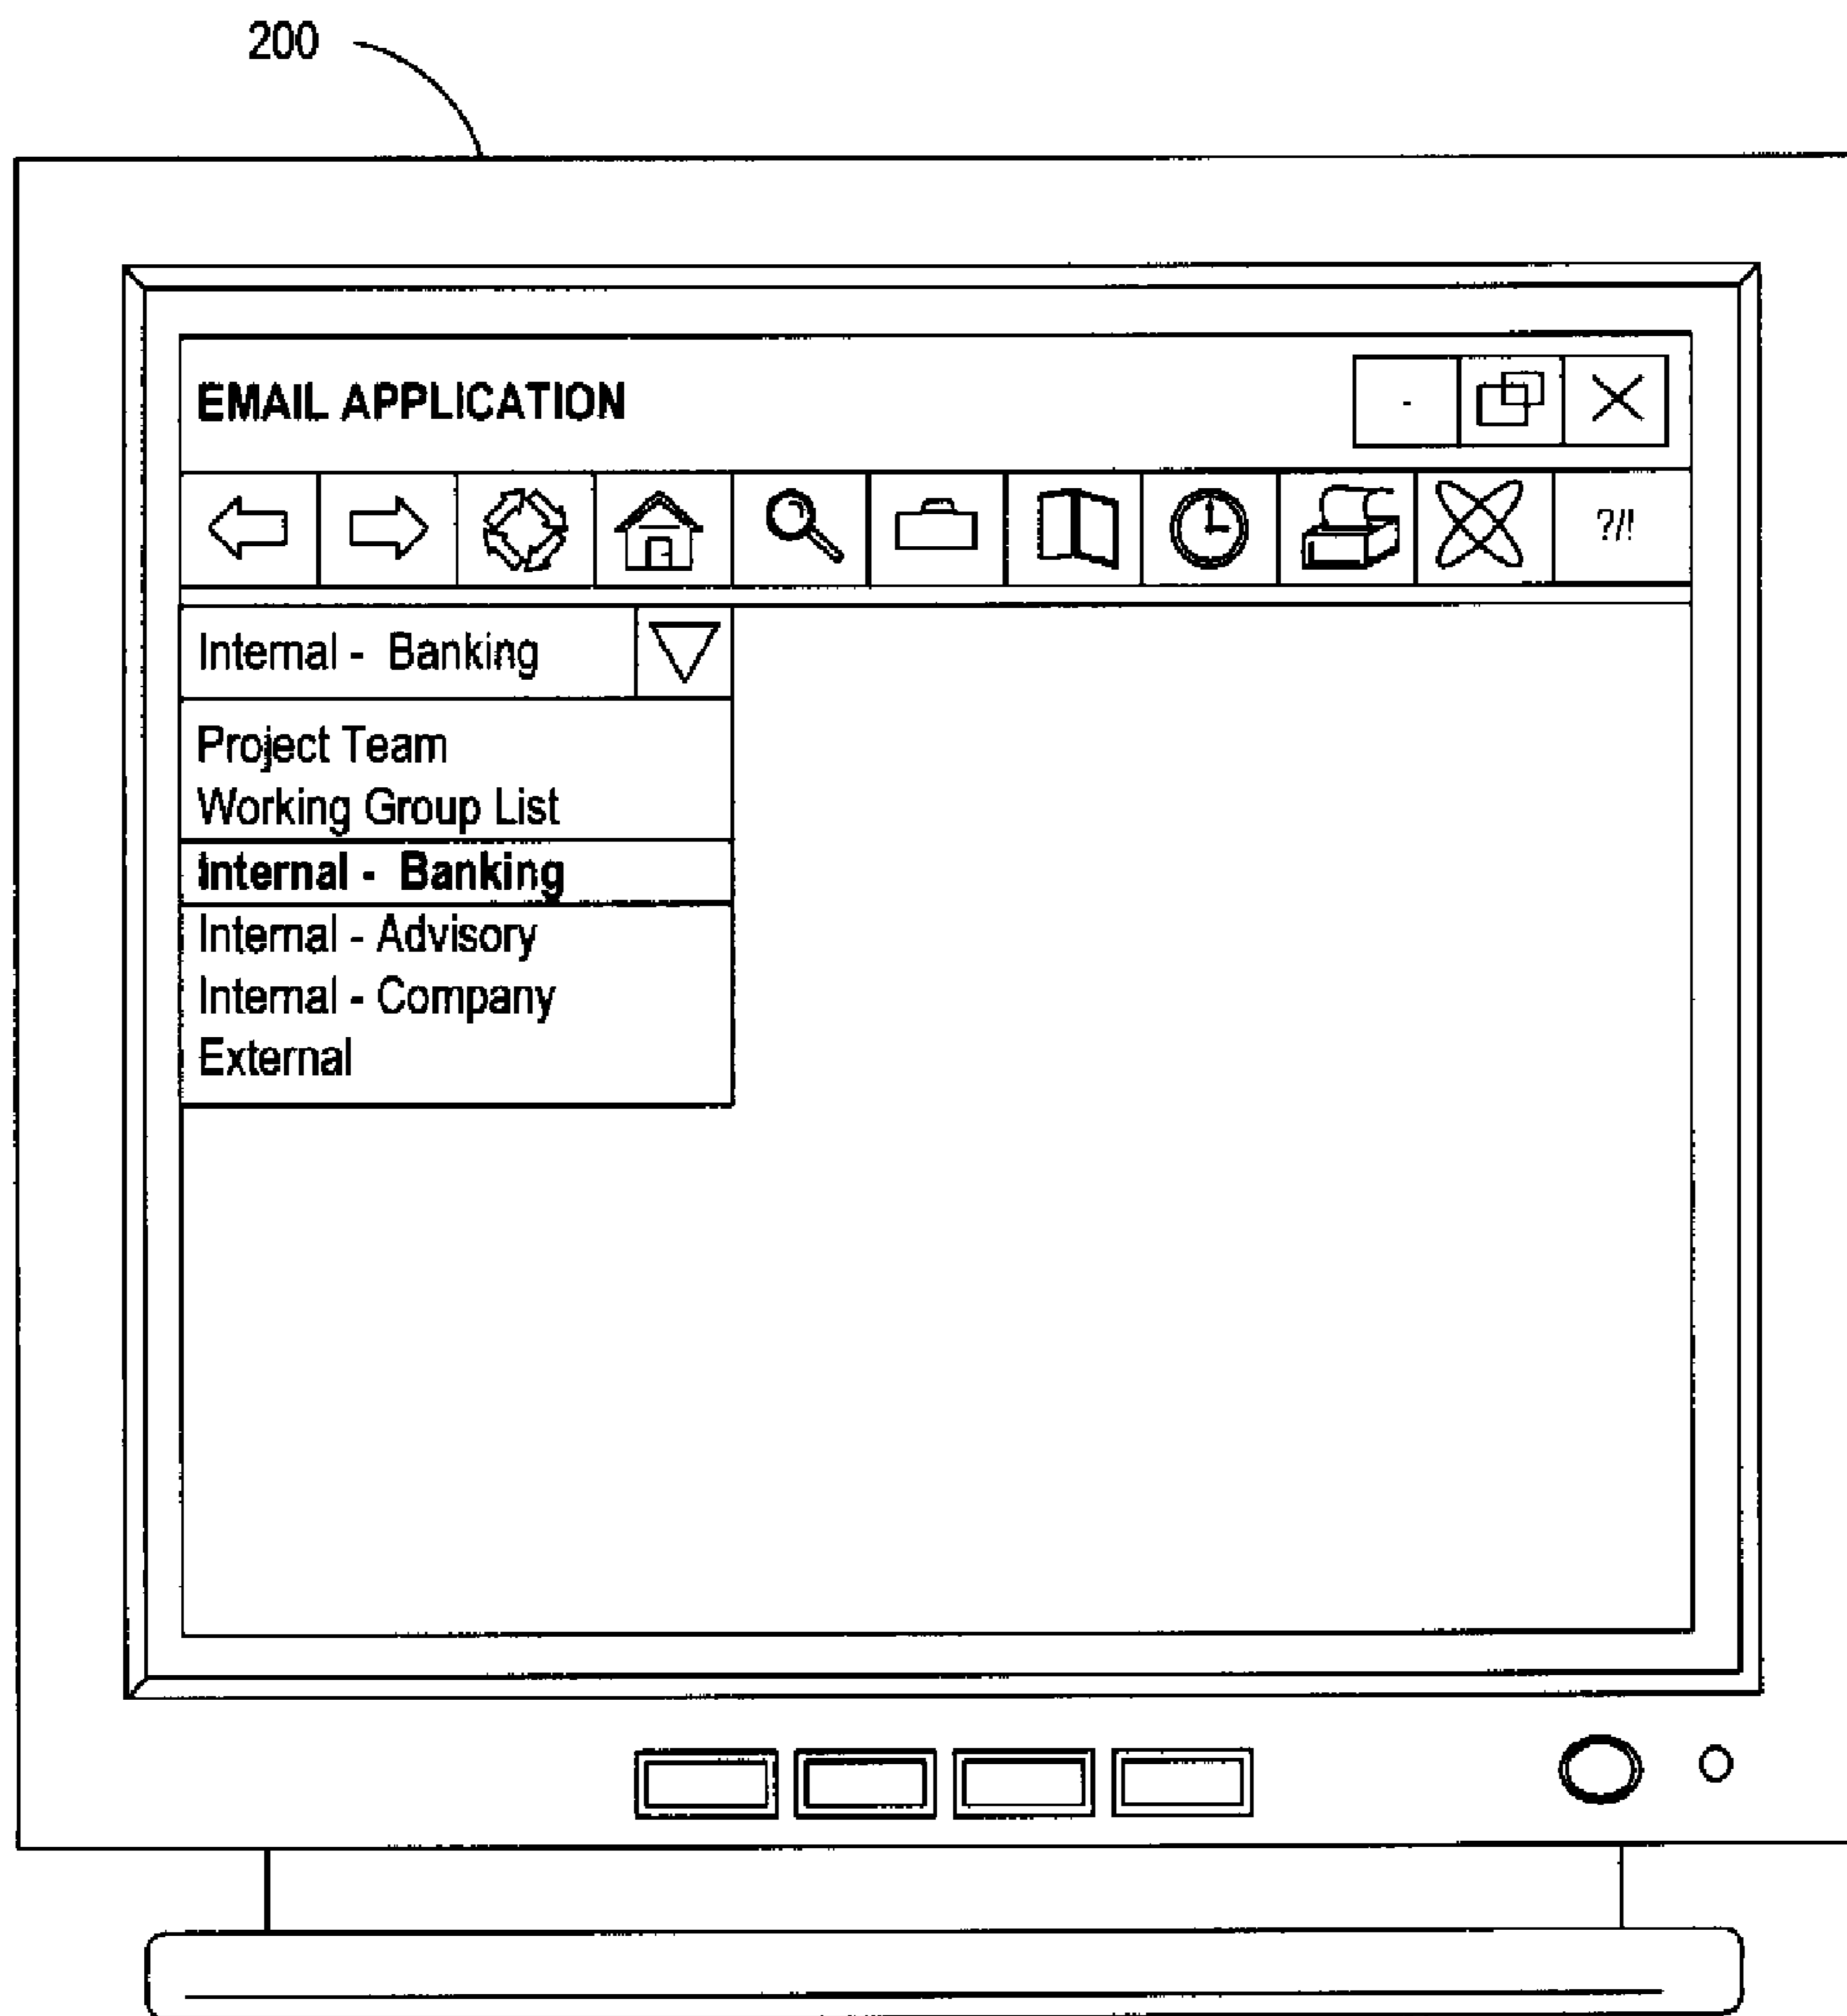 200
EMAIL APPLICATION
?/!
Internal - Banking
Project Team
Working Group List
Internal - Banking
Internal - Advisory
Internal - Company
External